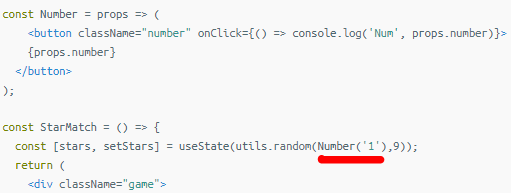 const Number = props => (
    <button className="number" onClick={() => console.log('Num', props.number)}>
    {props.number}
  </button>
);

const StarMatch = () => {
  const [stars, setStars] = useState(utils.random(Number('1'),9));
  return (
    <div className="game">